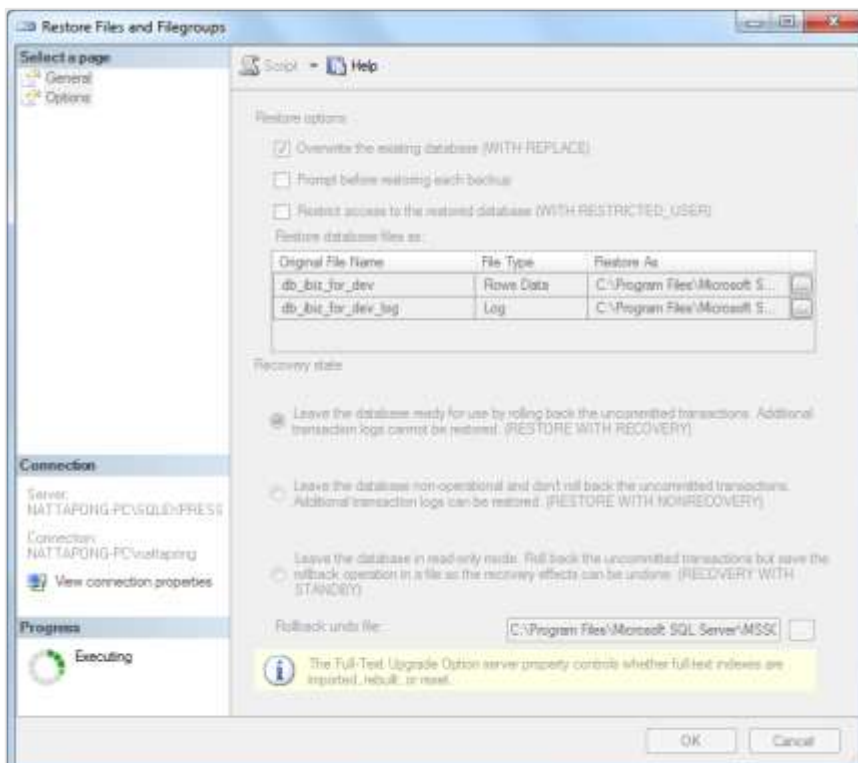 Restore Files and Filegroups
Select a page
General
Options
Script
Help
Restore options
Overwrite the existing database (WITH REPLACE)
Prompt before restoring each backup
Restrict access to the restored database (WITH RESTRICTED_USER)
Restore database files as:
Original File Name File Type Restore As
db_ibiz_for_dev Rows Data C:\Program Files\Microsoft S... ...
db_ibiz_for_dev_log Log C:\Program Files\Microsoft S... ...
Recovery state
Leave the database ready for use by rolling back the uncommitted transactions. Additional
transaction logs cannot be restored. (RESTORE WITH RECOVERY)
Leave the database non-operational and don't roll back the uncommitted transactions.
Additional transaction logs can be restored. (RESTORE WITH NONRECOVERY)
Leave the database in read-only mode. Roll back the uncommitted transactions but save the
rollback operation in a file so the recovery effects can be undone. (RECOVERY WITH
STANDBY)
Rollback undo file: C:\Program Files\Microsoft SQL Server\MSSQ
The Full-Text Upgrade Option server property controls whether full-text indexes are
imported, rebuilt, or reset.
Connection
Server:
NATTAPONG-PC\SQLEXPRESS
Connection:
NATTAPONG-PC\nattapong
View connection properties
Progress
Executing
OK
Cancel